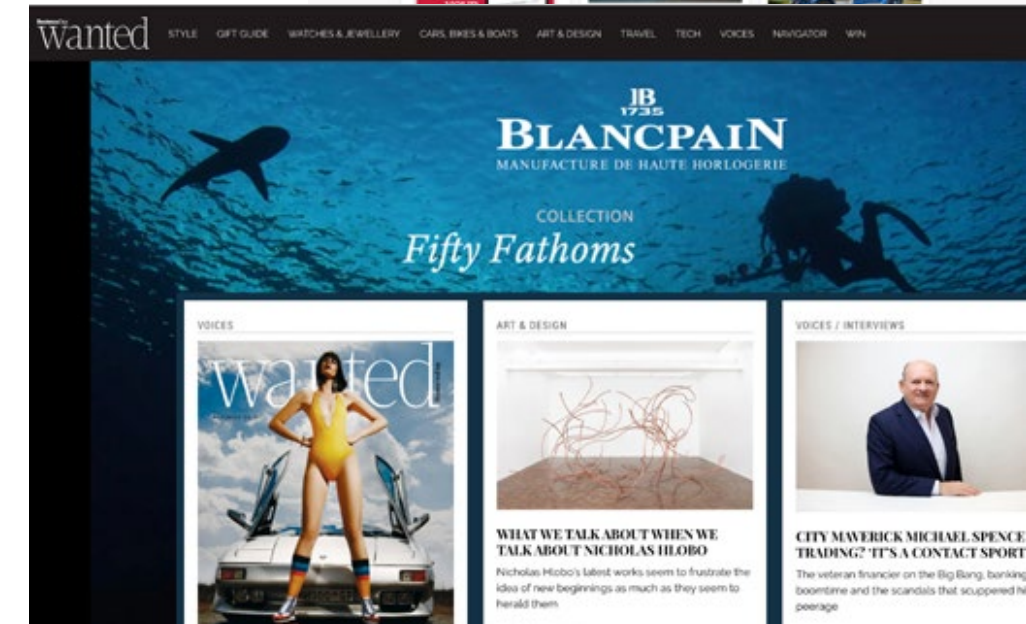 BusinessDay
wanted
STYLE GIFT GUIDE WATCHES & JEWELLERY CARS, BIKES & BOATS ART & DESIGN TRAVEL TECH VOICES NAVIGATOR WIN
JB
1735
BLANCPAIN
MANUFACTURE DE HAUTE HORLOGERIE
COLLECTION
Fifty Fathoms
VOICES
wanted
ART & DESIGN
WHAT WE TALK ABOUT WHEN WE
TALK ABOUT NICHOLAS HLOBO
Nicholas Hlobo's latest works seem to frustrate the
idea of new beginnings as much as they seem to
herald them
VOICES / INTERVIEWS
CITY MAVERICK MICHAEL SPENCE
TRADING? 'IT'S A CONTACT SPORT
The veteran financier on the Big Bang, banking
boomtime and the scandals that scuppered hi
peerage